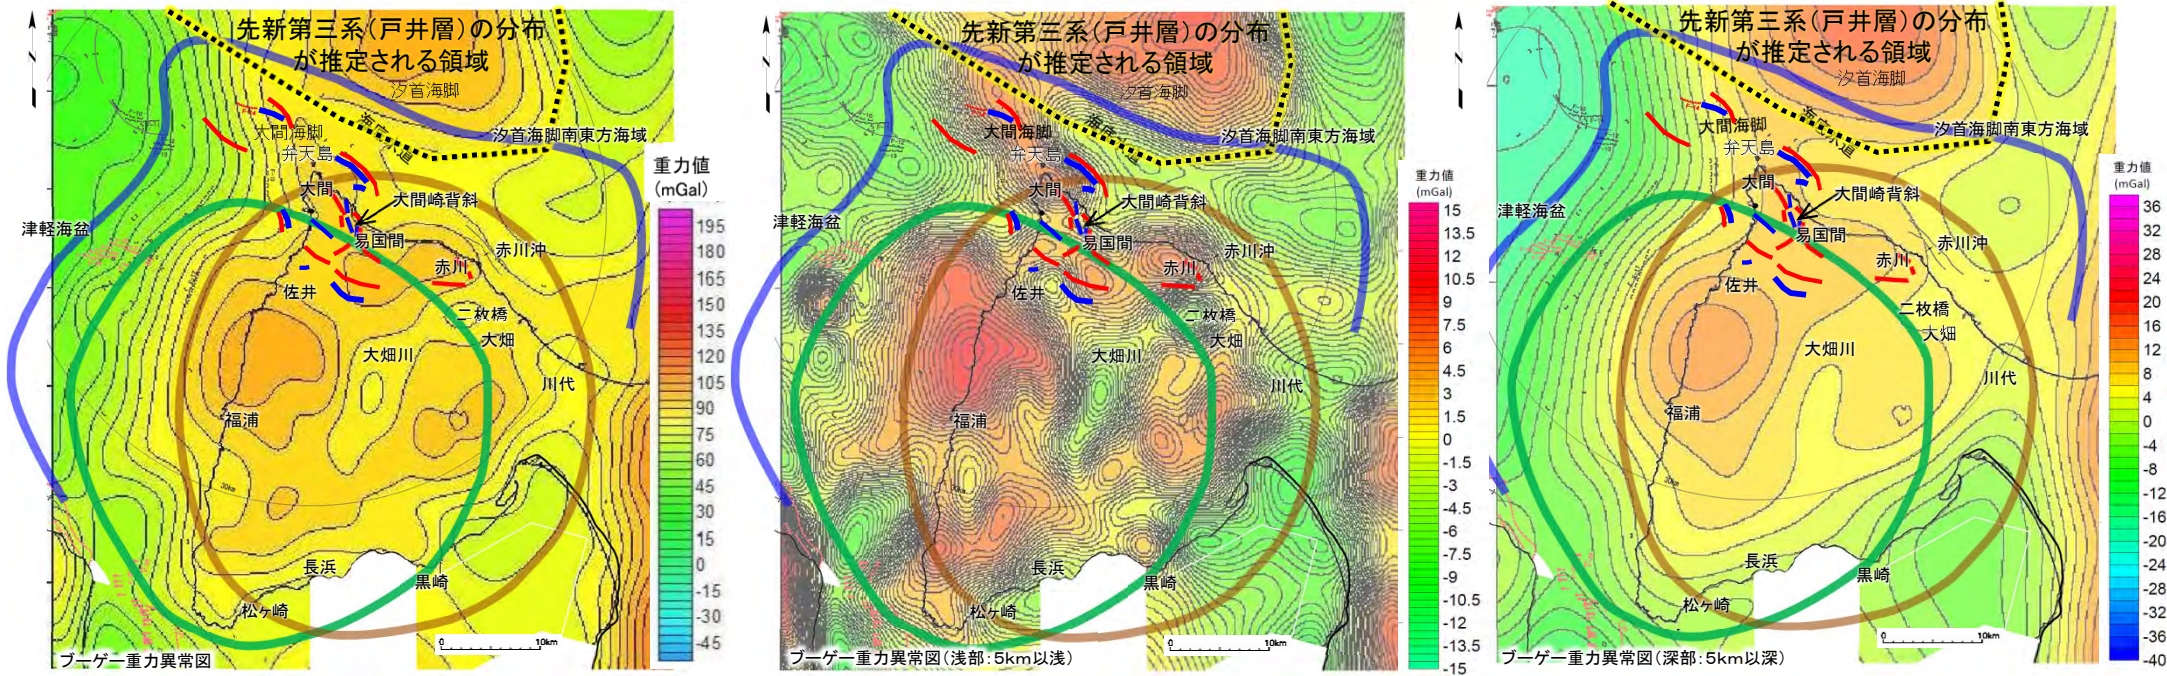 先新第三系(戸井層)の分布
が推定される領域
汐首海脚
海穴小道
汐首海脚南東方海域
大間海脚
弁天島
大間
大間崎背斜
津軽海盆
易国間
赤川沖
赤川
佐井
二枚橋
大畑
大畑川
川代
福浦
30km
長浜
黒崎
松ヶ崎
0 10km
ブーゲー重力異常図
重力値
(mGal)
195
180
165
150
135
120
105
90
75
60
45
30
15
0
-15
-30
-45
先新第三系(戸井層)の分布
が推定される領域
汐首海脚
海穴小道
汐首海脚南東方海域
大間海脚
弁天島
大間
大間崎背斜
津軽海盆
易国間
赤川沖
赤川
佐井
二枚橋
大畑
大畑川
川代
福浦
30km
長浜
黒崎
松ヶ崎
0 10km
ブーゲー重力異常図(浅部:5km以浅)
重力値
(mGal)
15
13.5
12
10.5
9
7.5
6
4.5
3
1.5
0
-1.5
-3
-4.5
-6
-7.5
-9
-10.5
-12
-13.5
-15
先新第三系(戸井層)の分布
が推定される領域
汐首海脚
海穴小道
汐首海脚南東方海域
大間海脚
弁天島
大間
大間崎背斜
津軽海盆
易国間
赤川沖
赤川
佐井
二枚橋
大畑
大畑川
川代
福浦
30km
長浜
黒崎
松ヶ崎
0 10km
ブーゲー重力異常図(深部:5km以深)
重力値
(mGal)
36
32
28
24
20
16
12
8
4
0
-4
-8
-12
-16
-20
-24
-28
-32
-36
-40